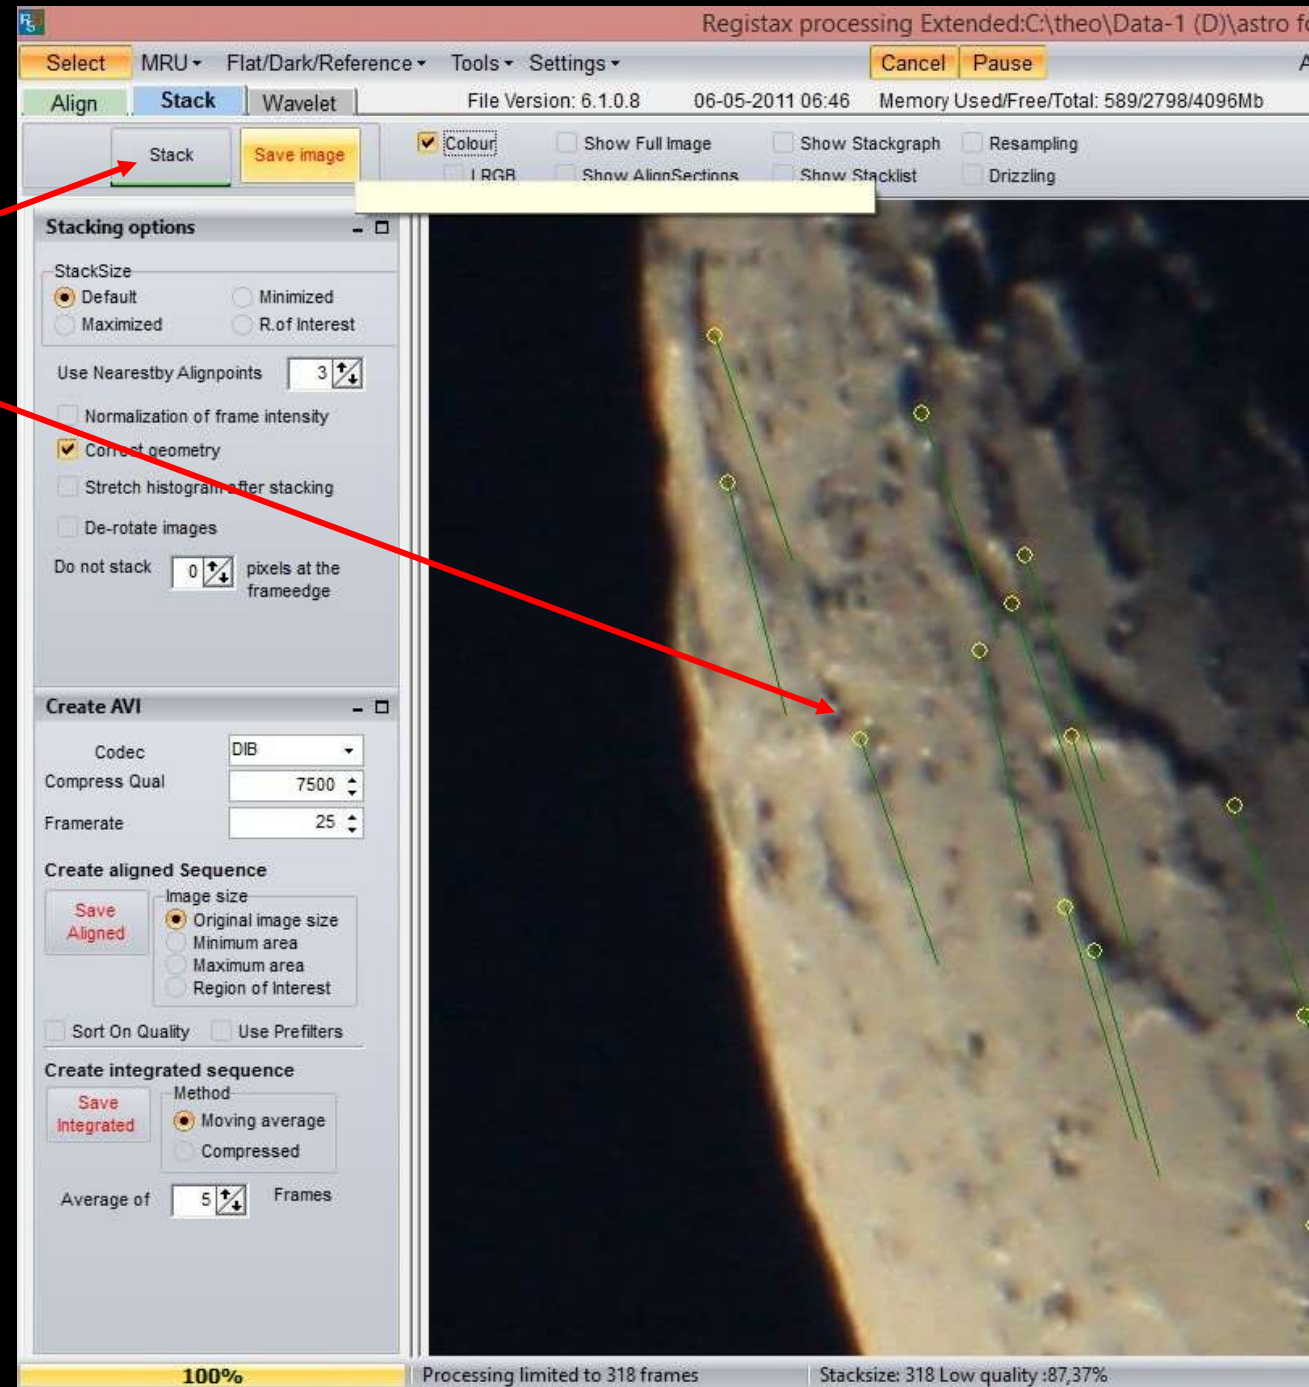 Registax processing Extended:C:\theo\Data-1 (D)\astro fo
Select MRU Flat/Dark/Reference Tools Settings Cancel Pause A
Align Stack Wavelet File Version: 6.1.0.8 06-05-2011 06:46 Memory Used/Free/Total: 589/2798/4096Mb
Stack Save image Colour Show Full Image Show Stackgraph Resampling
LRGB Show AlignSections Show Stacklist Drizzling
Stacking options
StackSize
Default Minimized
Maximized R.of Interest
Use Nearestby Alignpoints 3
Normalization of frame intensity
Correct geometry
Stretch histogram after stacking
De-rotate images
Do not stack 0 pixels at the
frameedge
Create AVI
Codec DIB
Compress Qual 7500
Framerate 25
Create aligned Sequence
Image size
Save Aligned
Original image size
Minimum area
Maximum area
Region of Interest
Sort On Quality Use Prefilters
Create integrated sequence
Method
Save Integrated
Moving average
Compressed
Average of 5 Frames
100% Processing limited to 318 frames Stacksize: 318 Low quality :87,37%